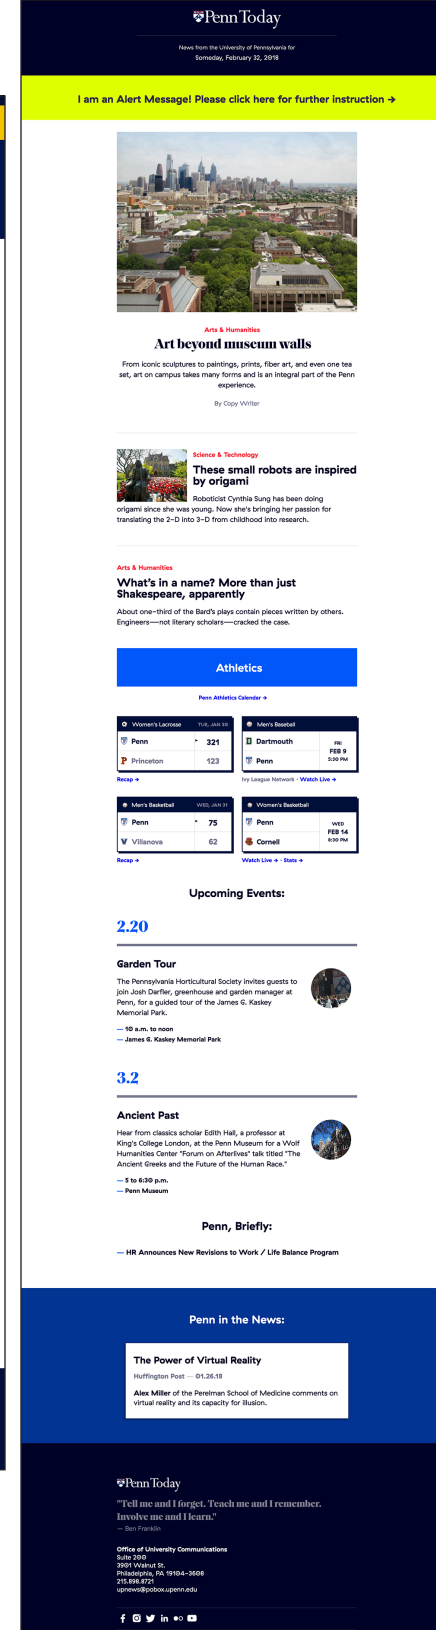 Penn Today
News from the University of Pennsylvania for
Someday, February 32, 2018
I am an Alert Message! Please click here for further instruction →
Arts & Humanities
Art beyond museum walls
From iconic sculptures to paintings, prints, fiber art, and even one tea
set, art on campus takes many forms and is an integral part of the Penn
experience.
By Copy Writer
Science & Technology
These small robots are inspired
by origami
Roboticist Cynthia Sung has been doing
origami since she was young. Now she's bringing her passion for
translating the 2-D into 3-D from childhood into research.
Arts & Humanities
What's in a name? More than just
Shakespeare, apparently
About one-third of the Bard's plays contain pieces written by others.
Engineers—not literary scholars—cracked the case.
Athletics
Penn Athletics Calendar →
Women's Lacrosse TUE, JAN 30
Penn 321
Princeton 123
Recap →
Men's Baseball
Dartmouth
Penn
FRI
FEB 9
5:30 PM
Ivy League Network · Watch Live →
Men's Basketball WED, JAN 31
Penn 75
Villanova 62
Recap →
Women's Basketball
Penn
Cornell
WED
FEB 14
8:30 PM
Watch Live → · Stats →
Upcoming Events:
2.20
Garden Tour
The Pennsylvania Horticultural Society invites guests to
join Josh Darfler, greenhouse and garden manager at
Penn, for a guided tour of the James G. Kaskey
Memorial Park.
— 10 a.m. to noon
— James G. Kaskey Memorial Park
3.2
Ancient Past
Hear from classics scholar Edith Hall, a professor at
King's College London, at the Penn Museum for a Wolf
Humanities Center "Forum on Afterlives" talk titled "The
Ancient Greeks and the Future of the Human Race."
— 5 to 6:30 p.m.
— Penn Museum
Penn, Briefly:
— HR Announces New Revisions to Work / Life Balance Program
Penn in the News:
The Power of Virtual Reality
Huffington Post — 01.26.18
Alex Miller of the Perelman School of Medicine comments on
virtual reality and its capacity for illusion.
Penn Today
"Tell me and I forget. Teach me and I remember.
Involve me and I learn."
— Ben Franklin
Office of University Communications
Suite 200
3901 Walnut St.
Philadelphia, PA 19104-3608
215.898.8721
upnews@pobox.upenn.edu